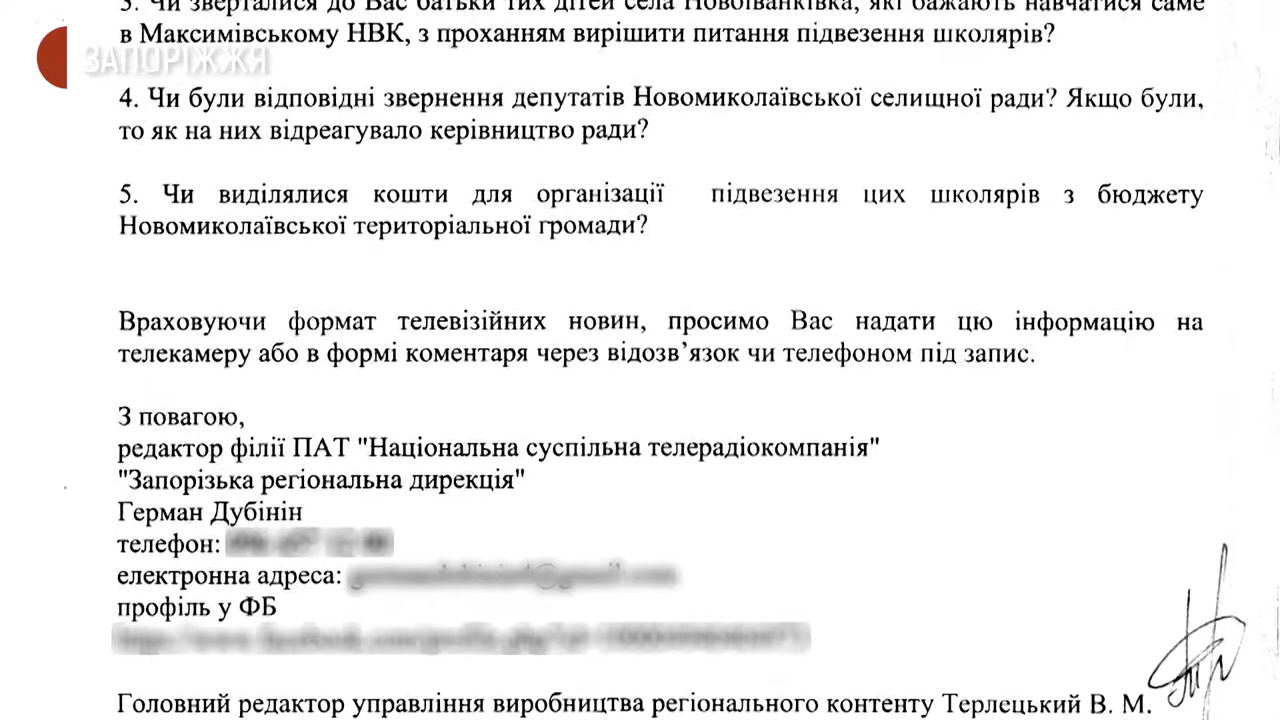 3. Чи зверталися до Вас батьки тих дітей села Новоіванківка, які бажають навчатися саме
в Максимівському НВК, з проханням вирішити питання підвезення школярів?
ЗАПОРІЖЖЯ
4. Чи були відповідні звернення депутатів Новомиколаївської селищної ради? Якщо були,
то як на них відреагувало керівництво ради?
5. Чи виділялися кошти для організації підвезення цих школярів з бюджету
Новомиколаївської територіальної громади?
Враховуючи формат телевізійних новин, просимо Вас надати цю інформацію на
телекамеру або в формі коментаря через відозв’язок чи телефоном під запис.
З повагою,
редактор філії ПАТ "Національна суспільна телерадіокомпанія"
"Запорізька регіональна дирекція"
Герман Дубінін
телефон:
електронна адреса:
профіль у ФБ
Головний редактор управління виробництва регіонального контенту Терлецький В. М.